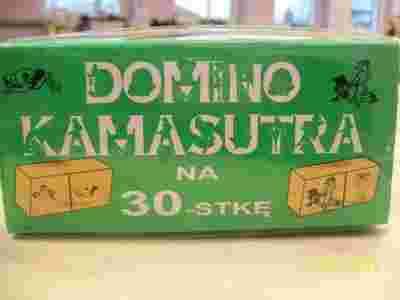 DOMINO
KAMASUTRA
NA
30-STKĘ